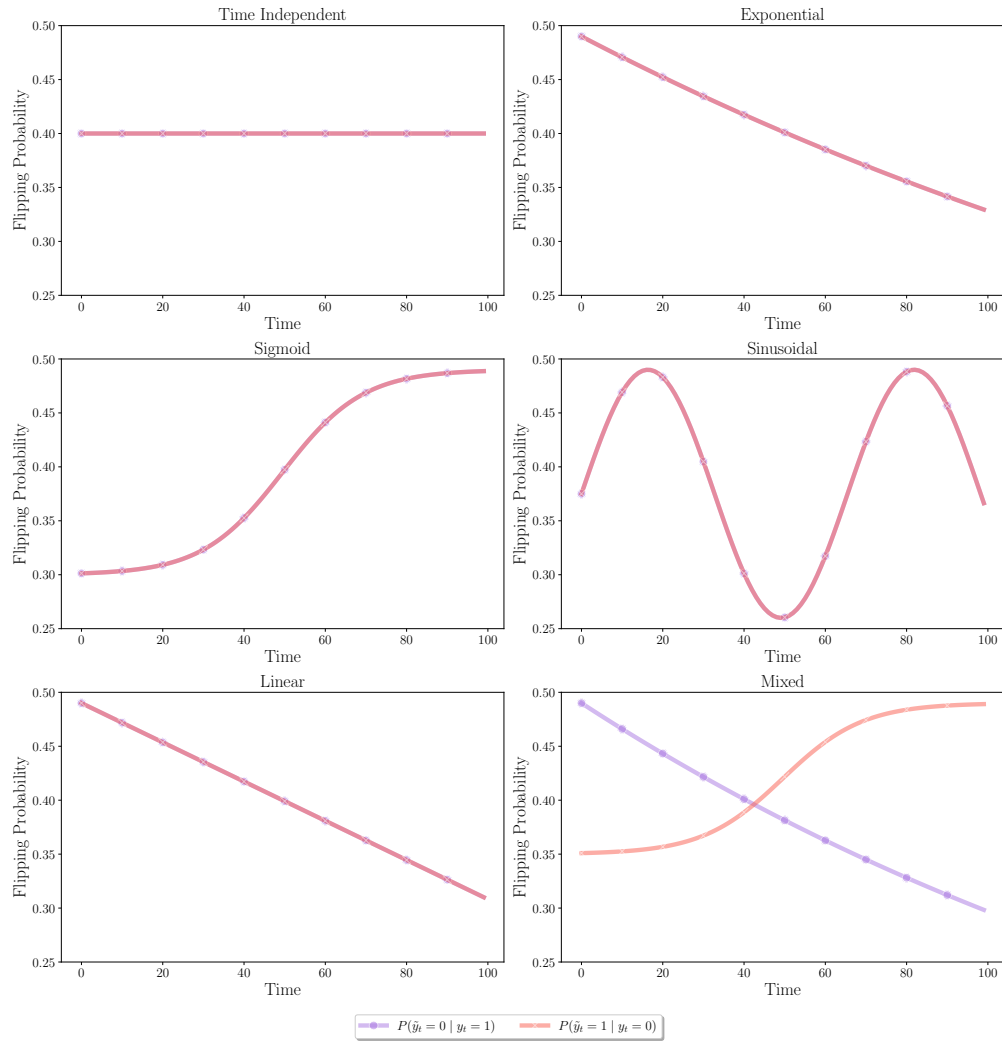 Time Independent
0.50
0.45
0.40
0.35
0.30
0.25
Flipping Probability
0 20 40 60 80 100
Time
Exponential
0.50
0.45
0.40
0.35
0.30
0.25
Flipping Probability
0 20 40 60 80 100
Time
Sigmoid
0.50
0.45
0.40
0.35
0.30
0.25
Flipping Probability
0 20 40 60 80 100
Time
Sinusoidal
0.50
0.45
0.40
0.35
0.30
0.25
Flipping Probability
0 20 40 60 80 100
Time
Linear
0.50
0.45
0.40
0.35
0.30
0.25
Flipping Probability
0 20 40 60 80 100
Time
Mixed
0.50
0.45
0.40
0.35
0.30
0.25
Flipping Probability
0 20 40 60 80 100
Time
P(ỹ_t = 0 | y_t = 1) P(ỹ_t = 1 | y_t = 0)